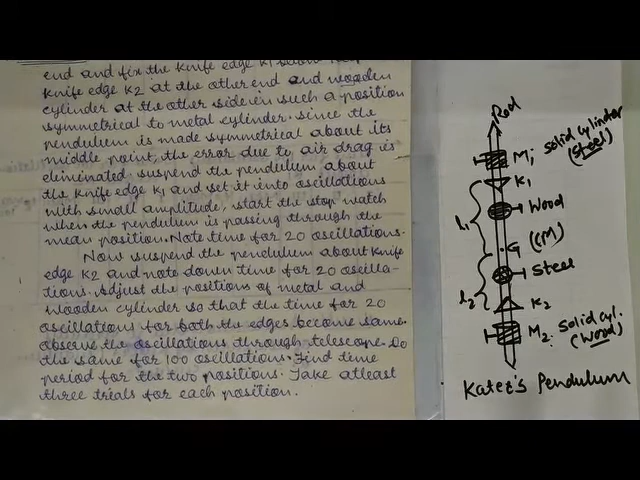 end and fix the knife edge K1 below
knife edge K2 at the other end and wooden
cylinder at the other side in such a position
symmetrical to metal cylinder. Since the
pendulum is made symmetrical about its
middle point, the error due to air drag is
eliminated. suspend the pendulum about
the knife edge K1 and set it into oscillations
with small amplitude, start the stop watch
when the pendulum is passing through the
mean position. Note time for 20 oscillations.
Now suspend the pendulum about knife
edge K2 and note down time for 20 oscilla-
tions. Adjust the positions of metal and
wooden cylinder so that the time for 20
oscillations for both the edges become same.
observe the oscillations through telescope. Do
the same for 100 oscillations. Find time
period for the two positions. Take atleast
three trials for each position.
Rod
M1 solid cylinder
(steel)
K1
Wood
l1
G (CM)
Steel
l2
K2
M2 solid cyl.
(Wood)
Kater's Pendulum